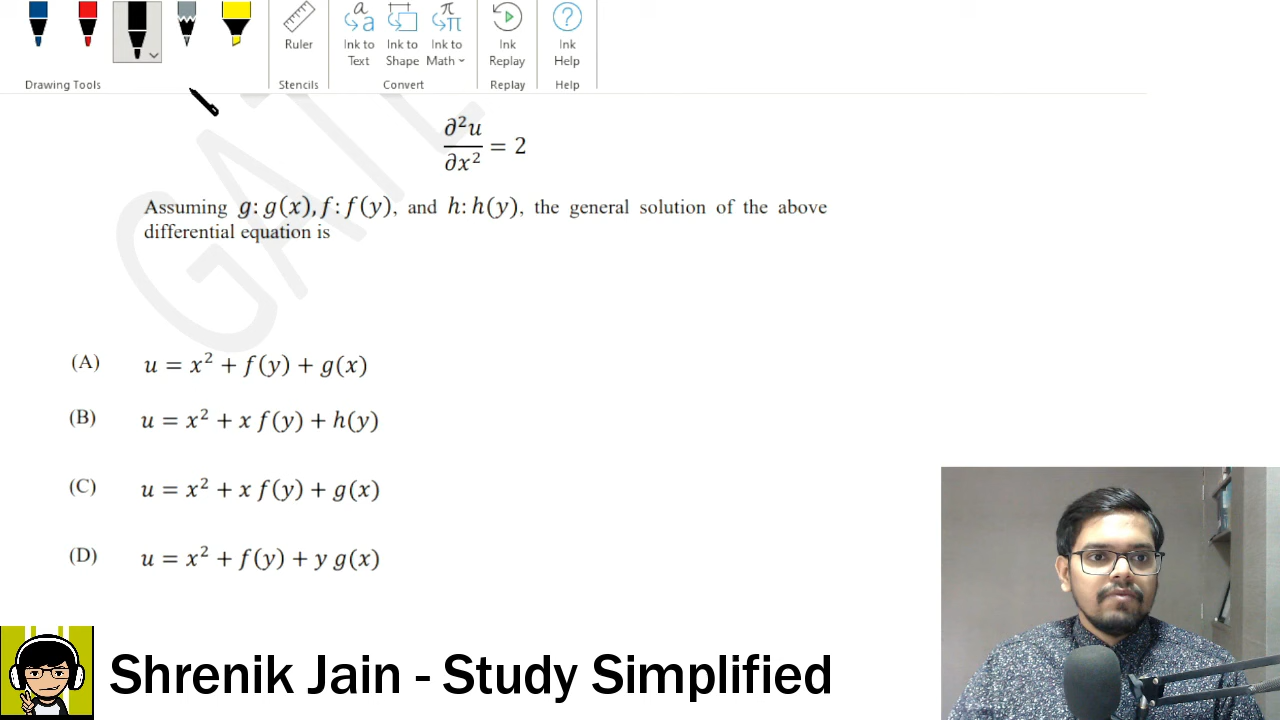 Ruler
Ink to Text
Ink to Shape
Ink to Math
Ink Replay
Ink Help
Drawing Tools
Stencils
Convert
Replay
Help
GATE
∂²u/∂x² = 2
Assuming g: g(x), f: f(y), and h: h(y), the general solution of the above
differential equation is
(A) u = x² + f(y) + g(x)
(B) u = x² + x f(y) + h(y)
(C) u = x² + x f(y) + g(x)
(D) u = x² + f(y) + y g(x)
Shrenik Jain - Study Simplified